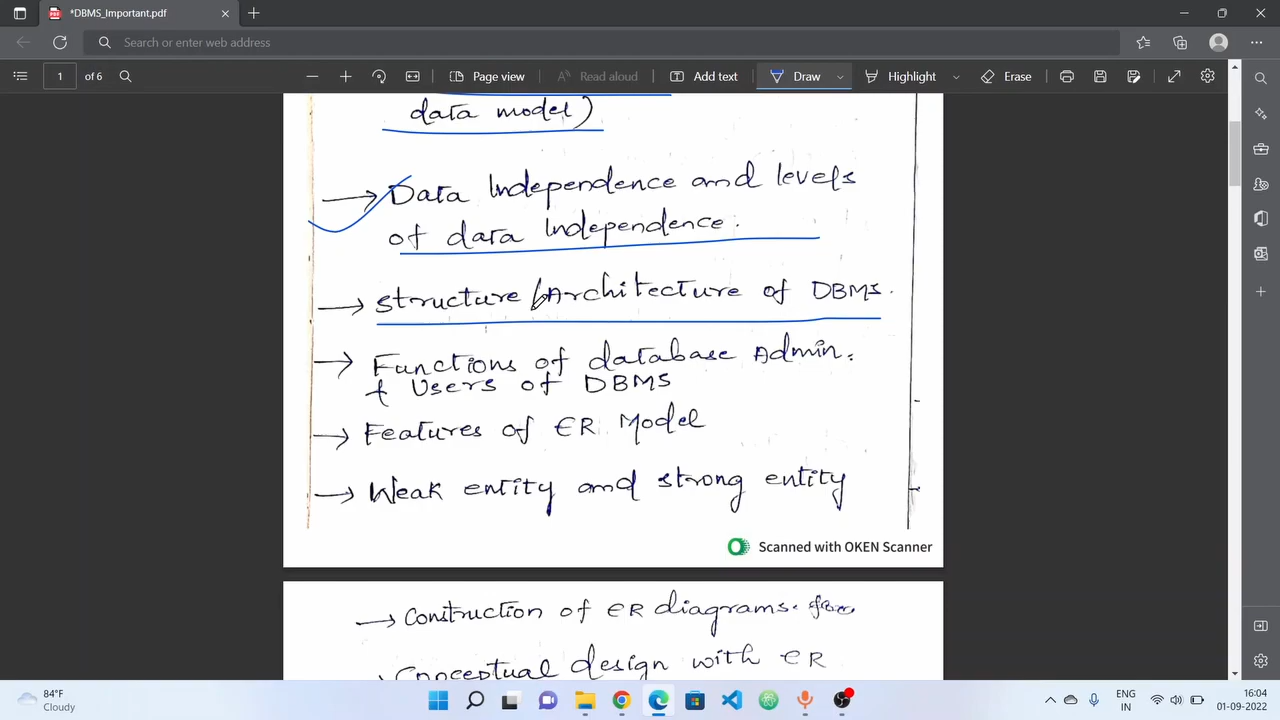 *DBMS_Important.pdf
Search or enter web address
1 of 6
Page view
Read aloud
Add text
Draw
Highlight
Erase
data model)
→ Data Independence and levels
of data Independence.
→ Structure/Architecture of DBMS.
→ Functions of database Admin.
+ Users of DBMS
→ Features of ER Model
→ Weak entity and strong entity
Scanned with OKEN Scanner
→ Construction of ER diagrams.
Conceptual design with ER
84°F
Cloudy
ENG
IN
16:04
01-09-2022